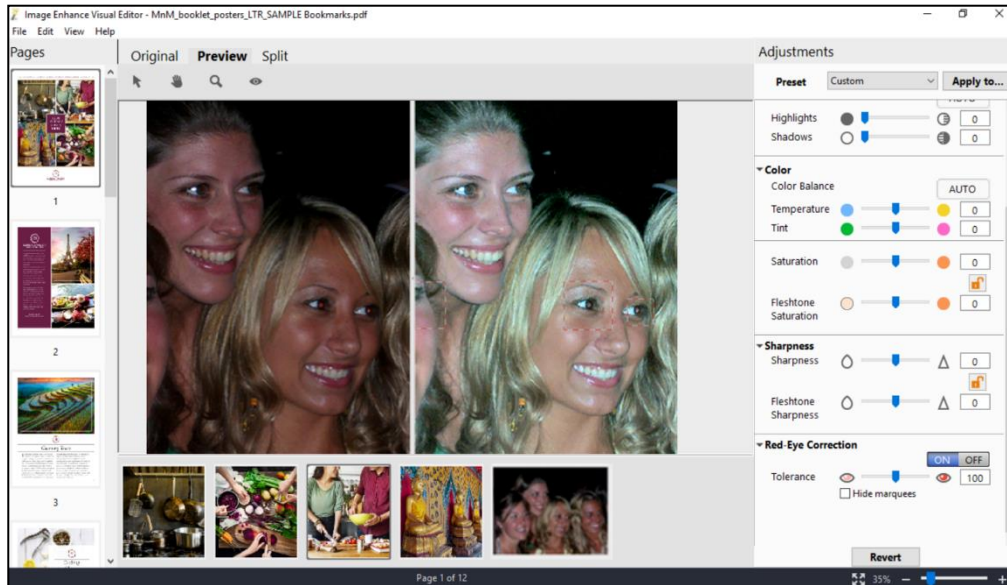 Image Enhance Visual Editor - MnM_booklet_posters_LTR_SAMPLE Bookmarks.pdf
File Edit View Help
Pages
1
2
3
Original Preview Split
Adjustments
Preset Custom Apply to...
Highlights 0
Shadows 0
Color
Color Balance AUTO
Temperature 0
Tint 0
Saturation 0
Fleshtone Saturation 0
Sharpness
Sharpness 0
Fleshtone Sharpness 0
Red-Eye Correction
ON OFF
Tolerance 100
Hide marquees
Revert
Page 1 of 12
35%